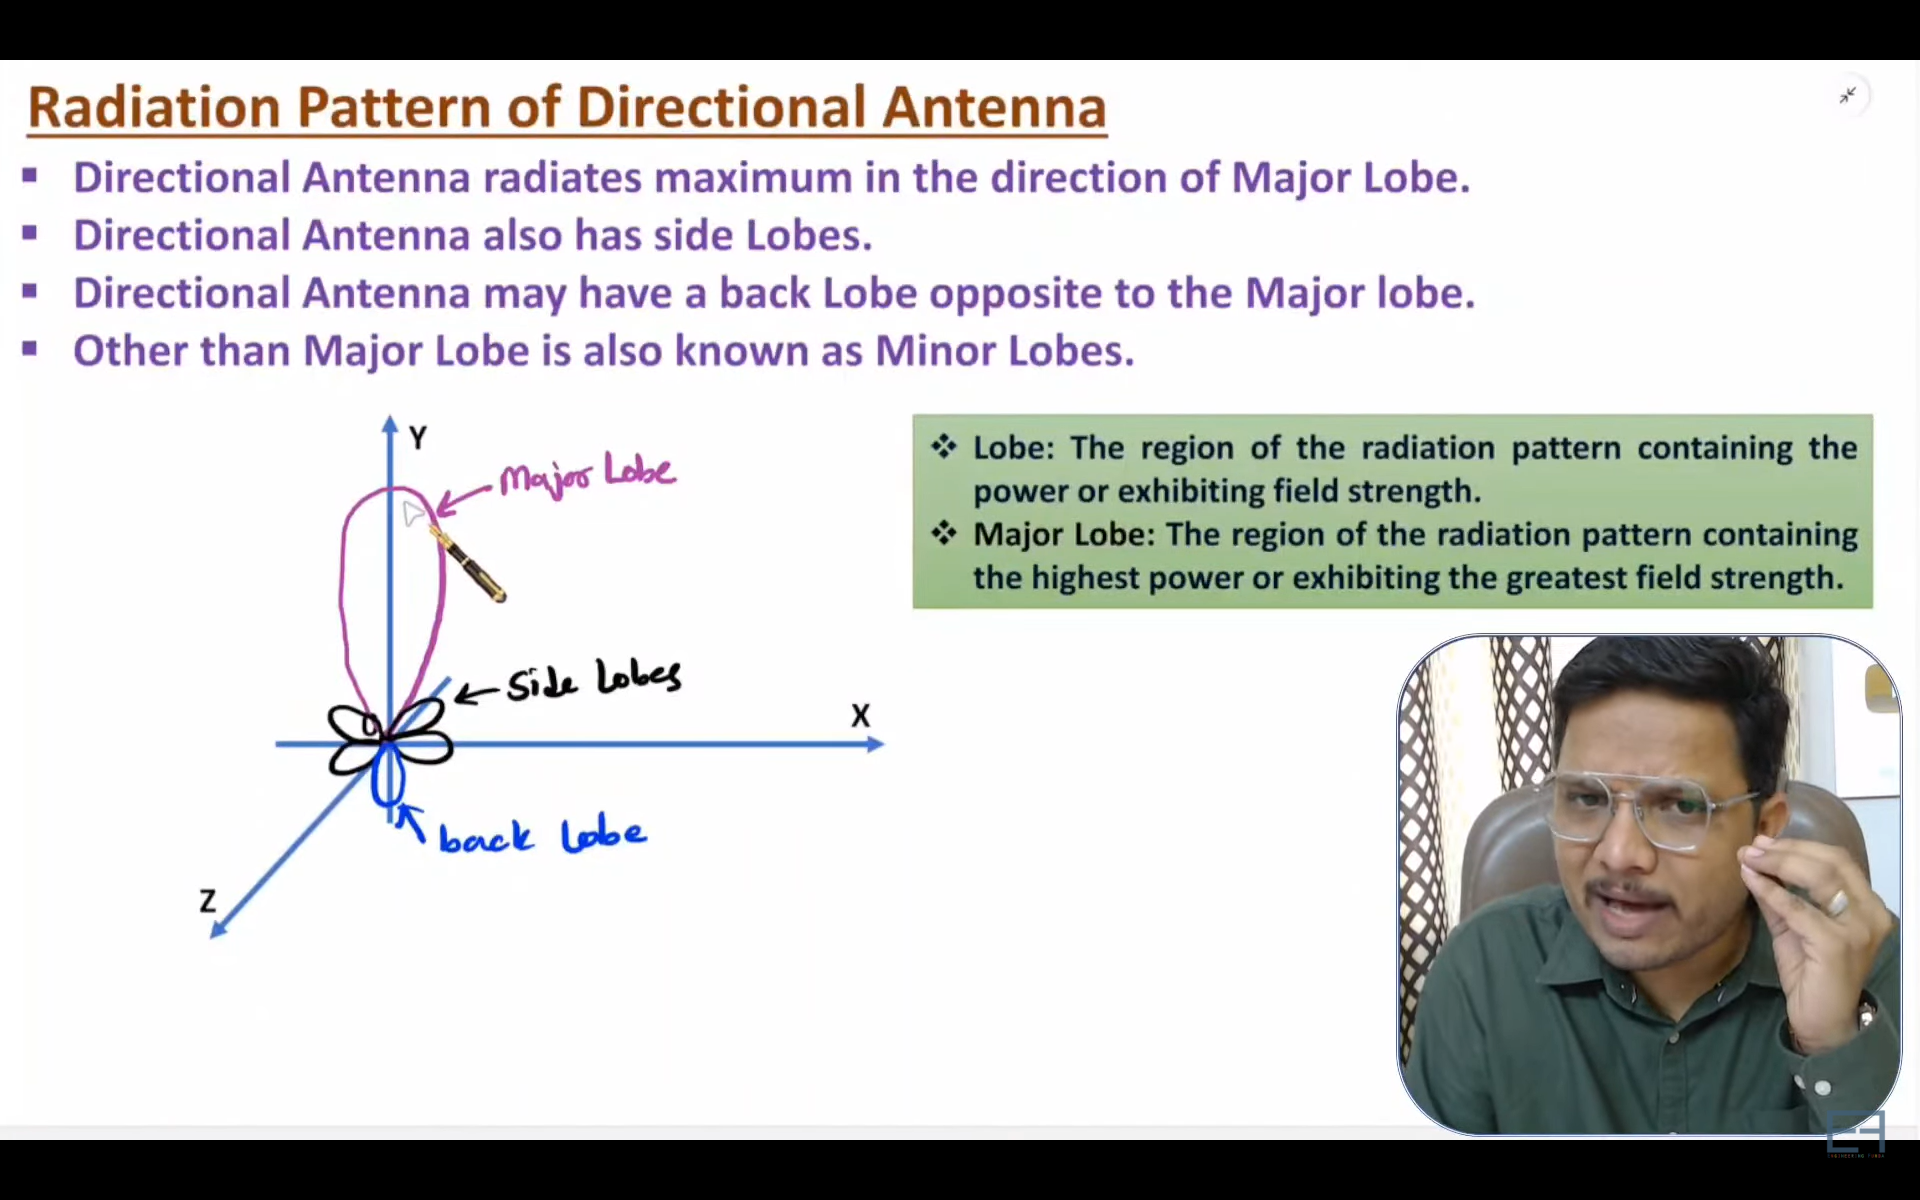 Radiation Pattern of Directional Antenna
▪ Directional Antenna radiates maximum in the direction of Major Lobe.
▪ Directional Antenna also has side Lobes.
▪ Directional Antenna may have a back Lobe opposite to the Major lobe.
▪ Other than Major Lobe is also known as Minor Lobes.
Y
Major Lobe
Side Lobes
X
back Lobe
Z
❖ Lobe: The region of the radiation pattern containing the
power or exhibiting field strength.
❖ Major Lobe: The region of the radiation pattern containing
the highest power or exhibiting the greatest field strength.
EF
ENGINEERING FUNDA